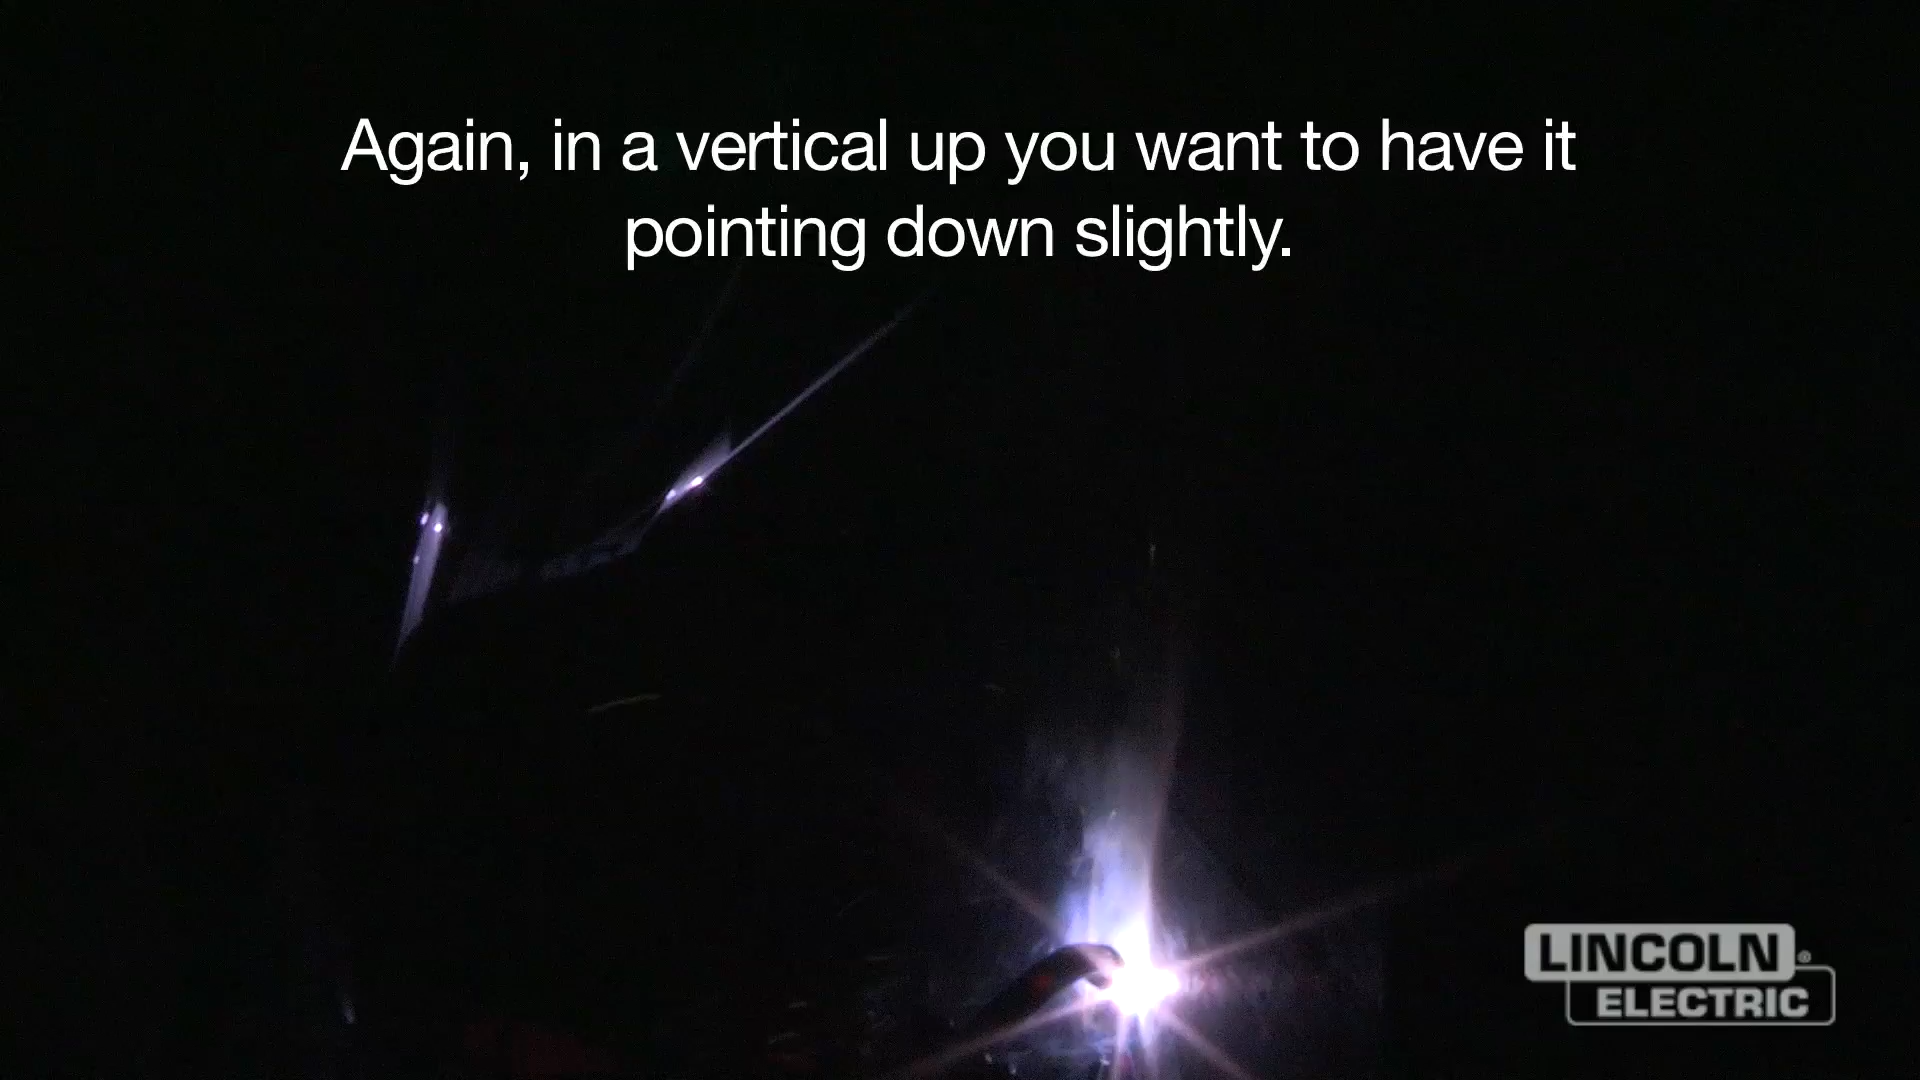 Again, in a vertical up you want to have it
pointing down slightly.
LINCOLN®
ELECTRIC